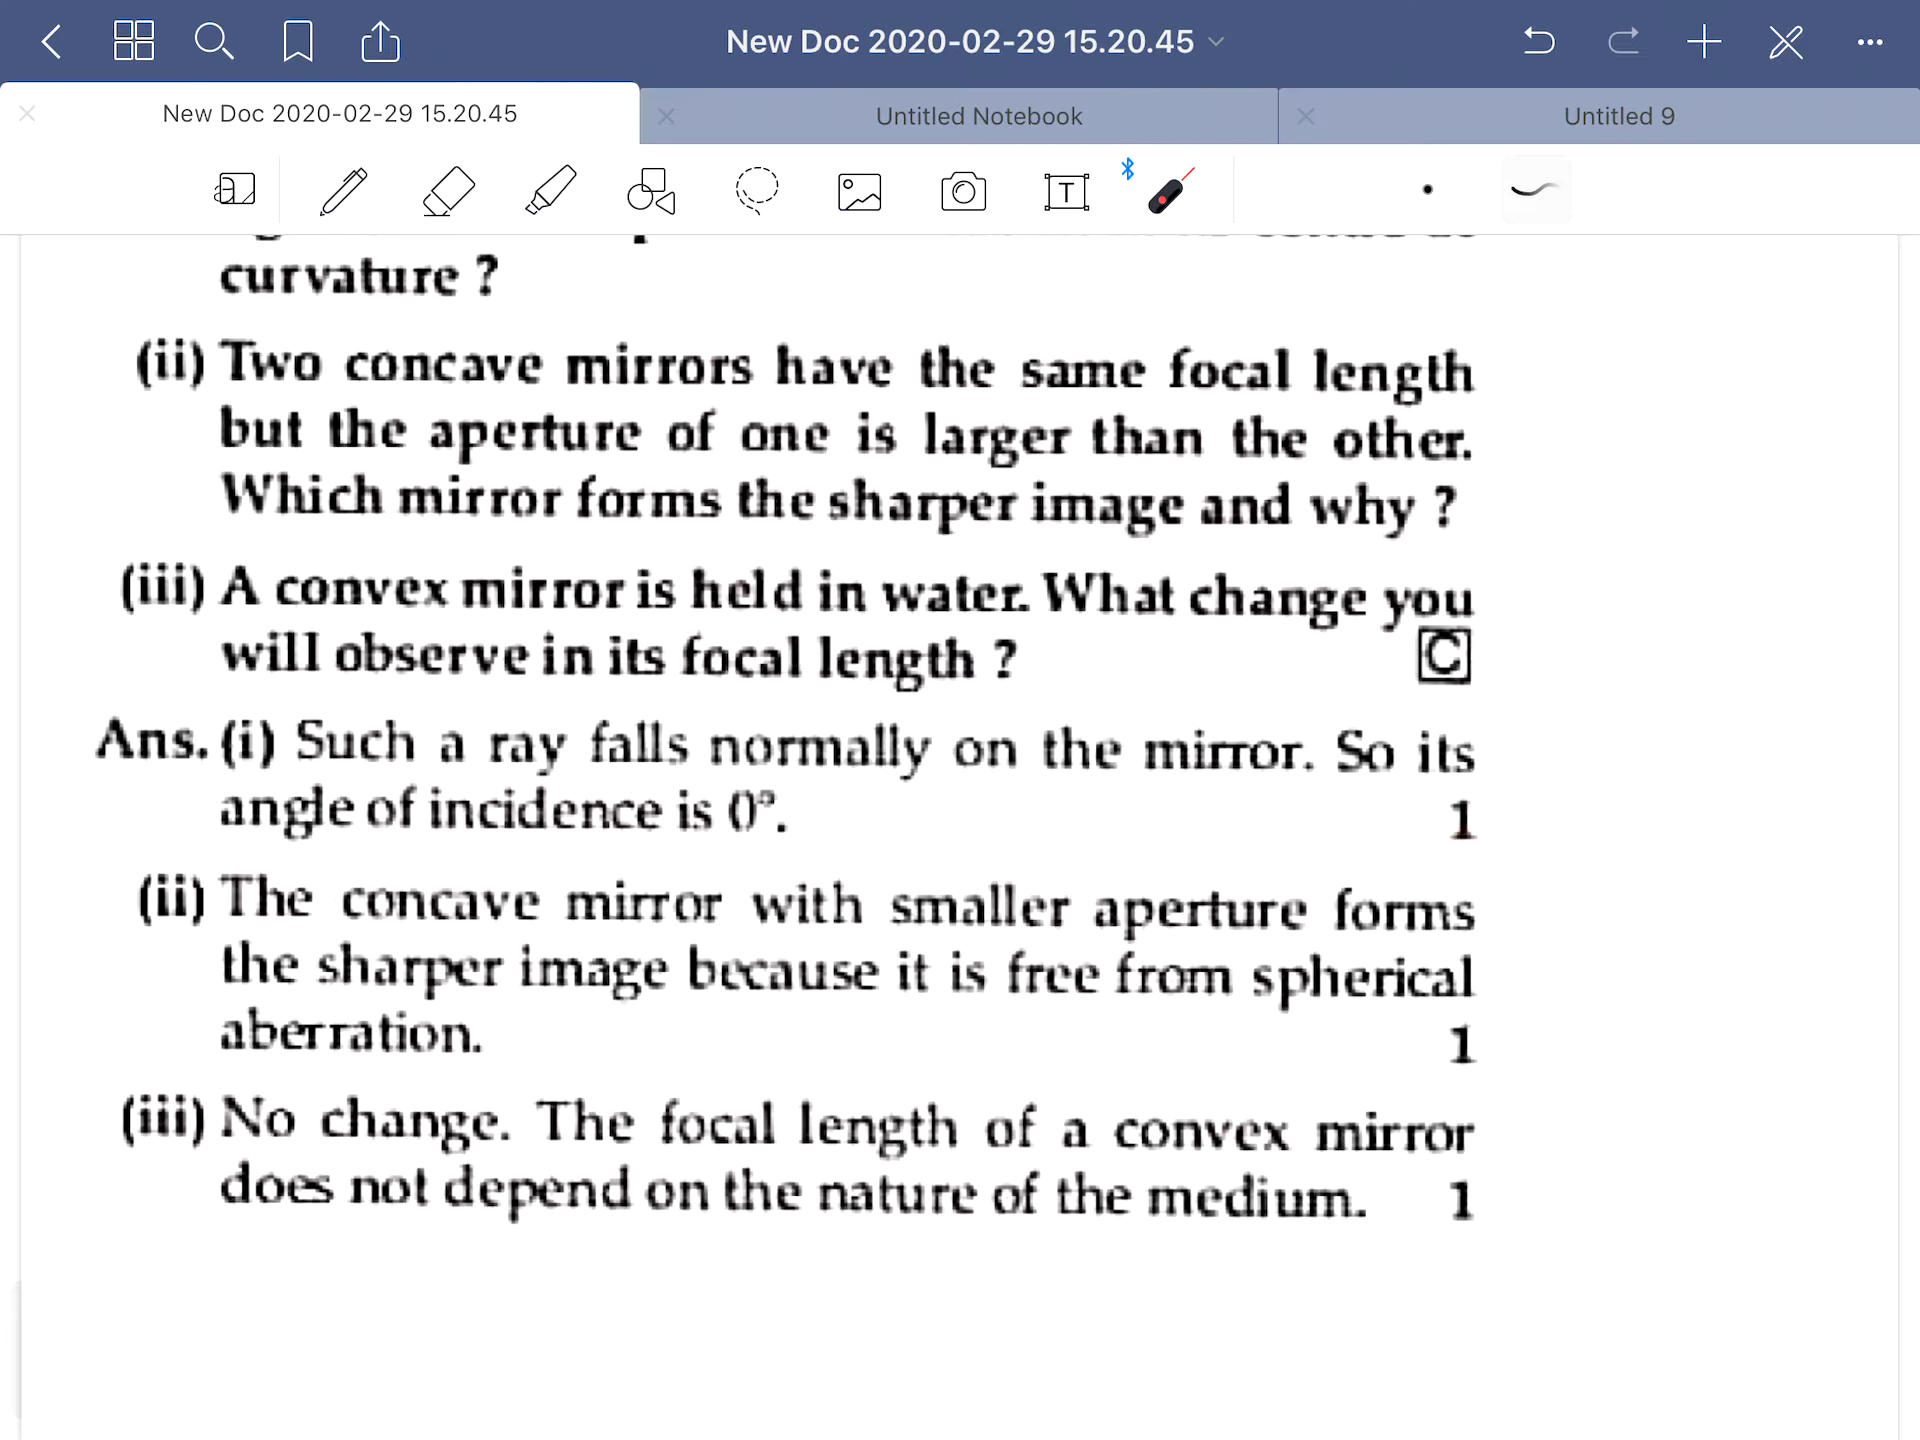 New Doc 2020-02-29 15.20.45
New Doc 2020-02-29 15.20.45
Untitled Notebook
Untitled 9
T
curvature ?
(ii) Two concave mirrors have the same focal length
but the aperture of one is larger than the other.
Which mirror forms the sharper image and why ?
(iii) A convex mirror is held in water. What change you
will observe in its focal length ?
C
Ans. (i) Such a ray falls normally on the mirror. So its
angle of incidence is 0°.
1
(ii) The concave mirror with smaller aperture forms
the sharper image because it is free from spherical
aberration.
1
(iii) No change. The focal length of a convex mirror
does not depend on the nature of the medium. 1